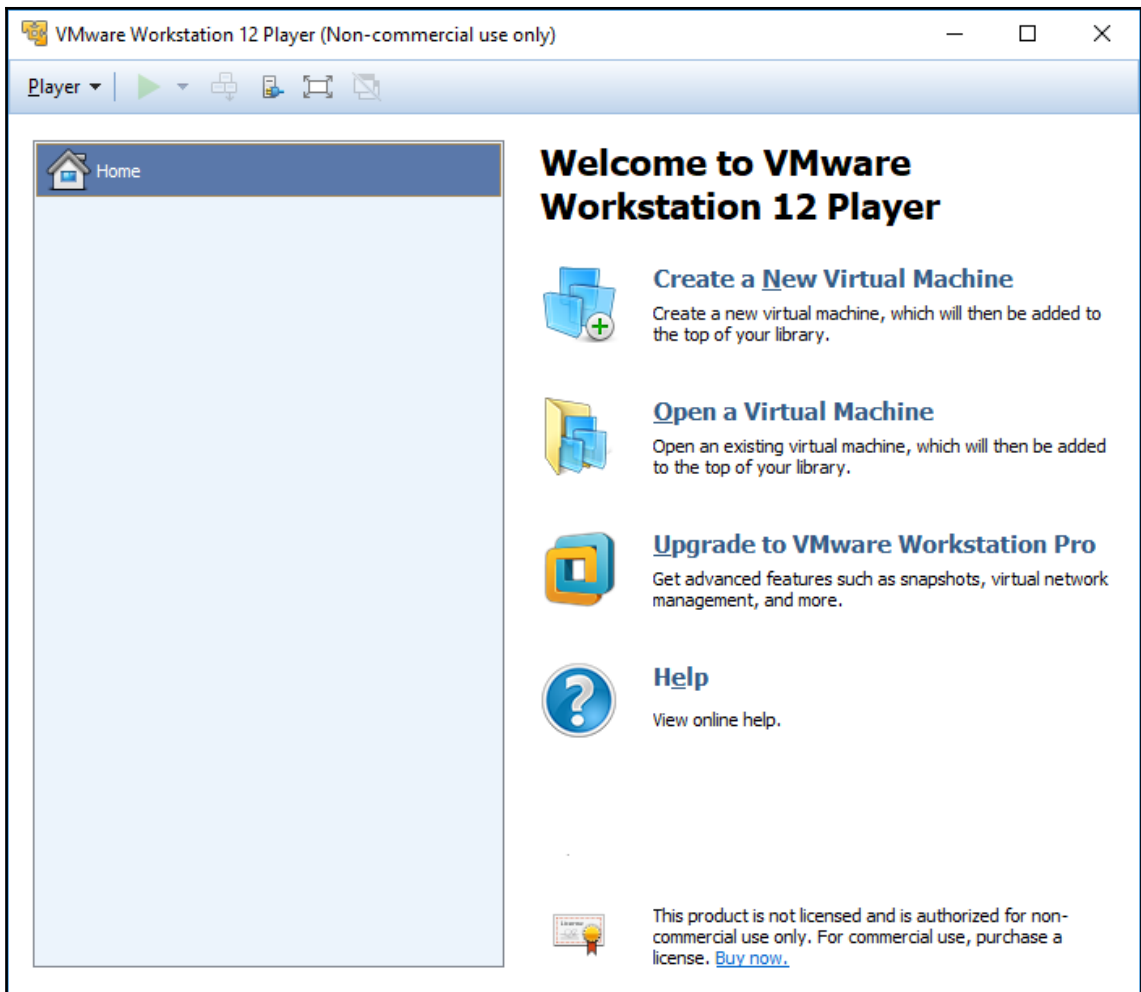 VMware Workstation 12 Player (Non-commercial use only)
Player
Home
Welcome to VMware
Workstation 12 Player
Create a New Virtual Machine
Create a new virtual machine, which will then be added to
the top of your library.
Open a Virtual Machine
Open an existing virtual machine, which will then be added
to the top of your library.
Upgrade to VMware Workstation Pro
Get advanced features such as snapshots, virtual network
management, and more.
Help
View online help.
This product is not licensed and is authorized for non-
commercial use only. For commercial use, purchase a
license. Buy now.